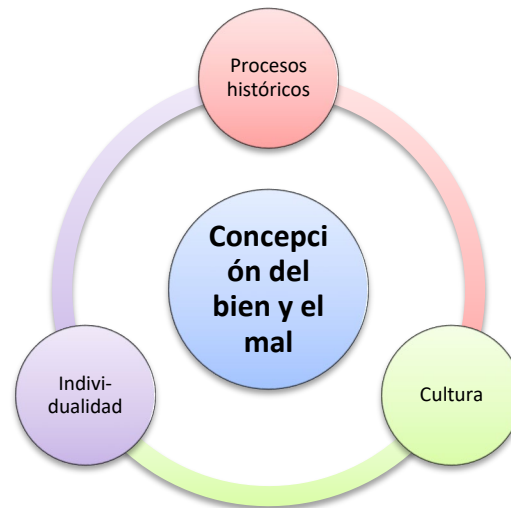 Procesos
históricos
Concepci
ón del
bien y el
mal
Indivi-
dualidad
Cultura